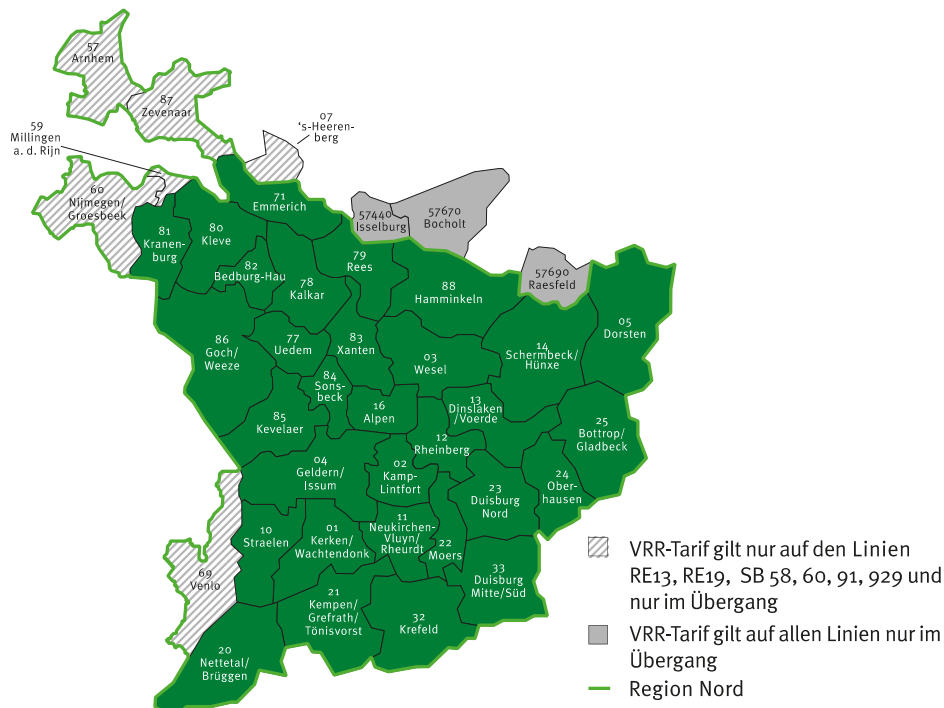 57
Arnhem
87
Zevenaar
07
‘s-Heeren-
berg
59
Millingen
a. d. Rijn
60
Nijmegen/
Groesbeek
71
Emmerich
57440
Isselburg
57670
Bocholt
81
Kranen-
burg
80
Kleve
82
Bedburg-Hau
79
Rees
78
Kalkar
88
Hamminkeln
57690
Raesfeld
05
Dorsten
86
Goch/
Weeze
77
Uedem
83
Xanten
03
Wesel
14
Schermbeck/
Hünxe
84
Sons-
beck
16
Alpen
13
Dinslaken
/Voerde
85
Kevelaer
12
Rheinberg
25
Bottrop/
Gladbeck
04
Geldern/
Issum
02
Kamp-
Lintfort
24
Ober-
hausen
23
Duisburg
Nord
10
Straelen
01
Kerken/
Wachtendonk
11
Neukirchen-
Vluyn/
Rheurdt
22
Moers
33
Duisburg
Mitte/Süd
69
Venlo
21
Kempen/
Grefrath/
Tönisvorst
32
Krefeld
20
Nettetal/
Brüggen
VRR-Tarif gilt nur auf den Linien
RE13, RE19, SB 58, 60, 91, 929 und
nur im Übergang
VRR-Tarif gilt auf allen Linien nur im
Übergang
Region Nord